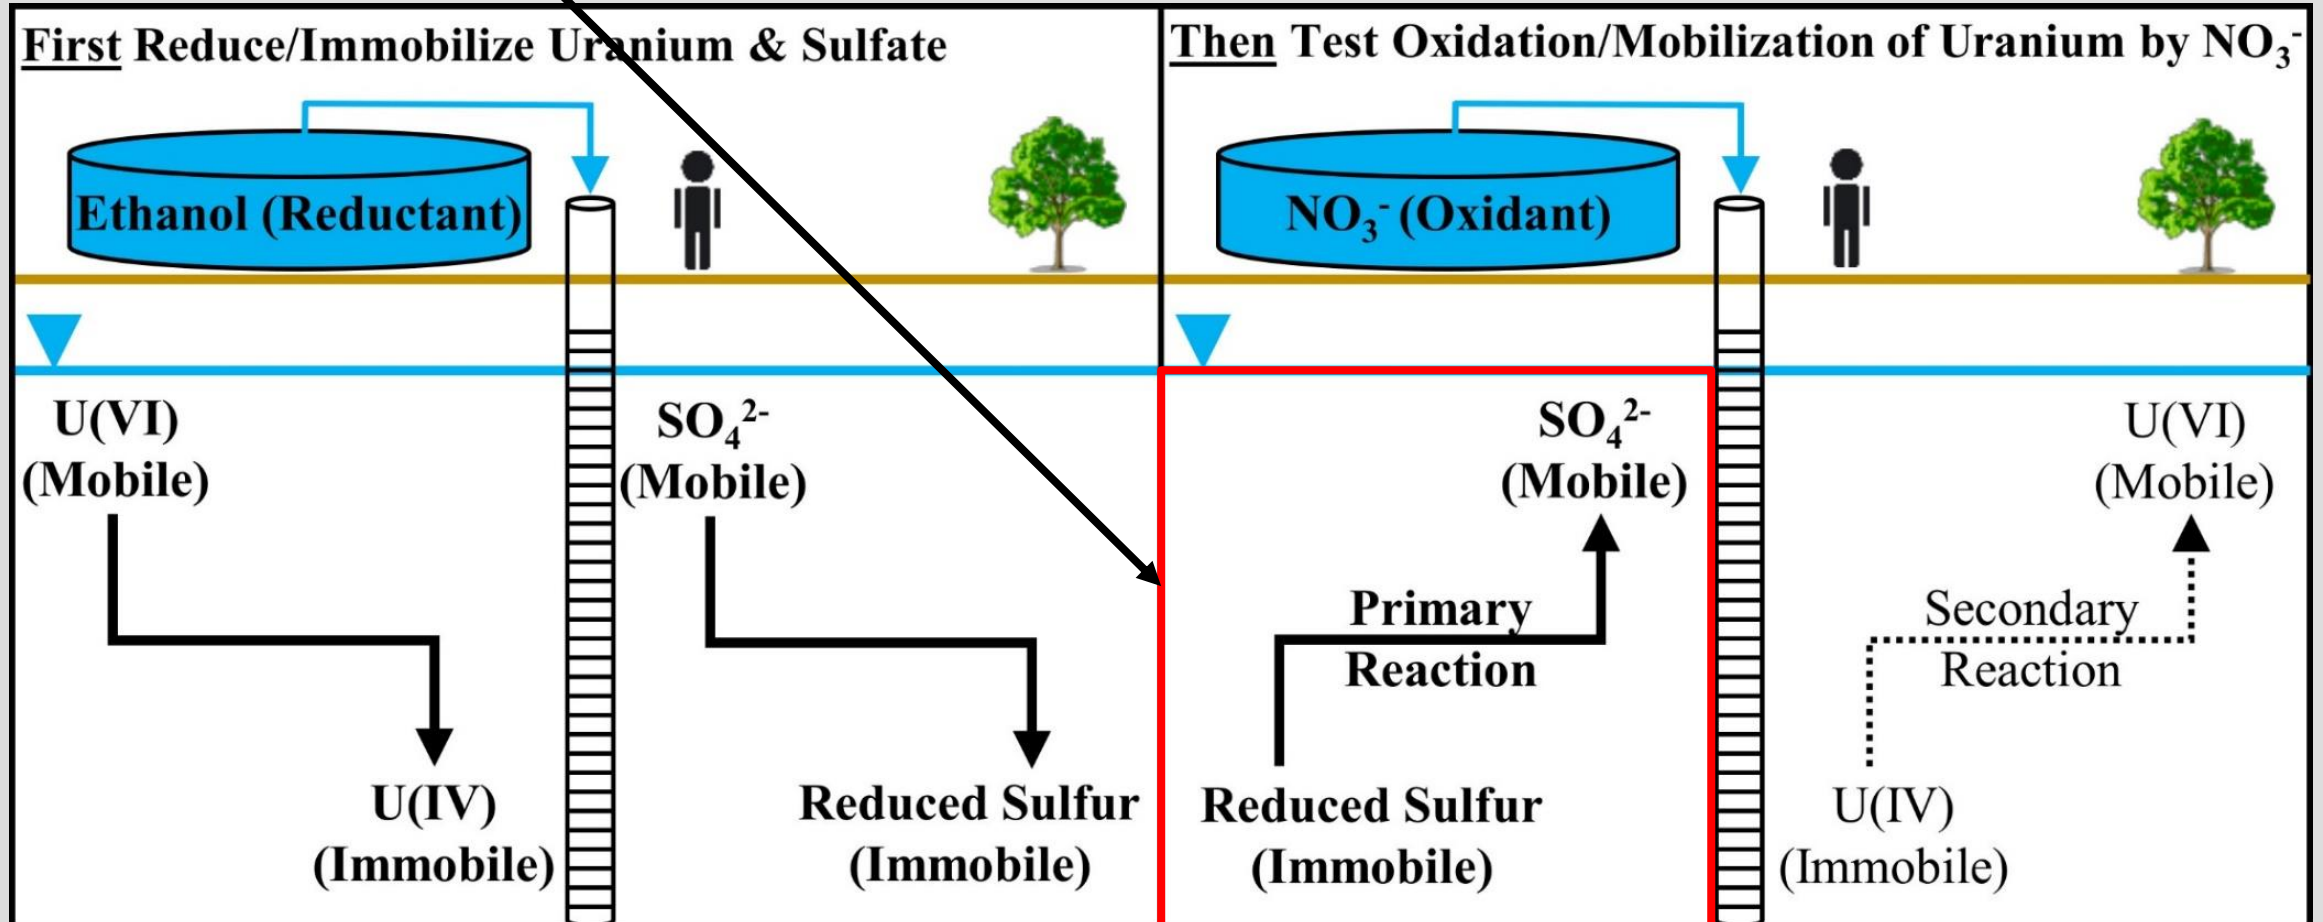 First Reduce/Immobilize Uranium & Sulfate
Ethanol (Reductant)
U(VI)
(Mobile)
SO₄²⁻
(Mobile)
U(IV)
(Immobile)
Reduced Sulfur
(Immobile)
Then Test Oxidation/Mobilization of Uranium by NO₃⁻
NO₃⁻ (Oxidant)
SO₄²⁻
(Mobile)
Primary
Reaction
Reduced Sulfur
(Immobile)
U(VI)
(Mobile)
Secondary
Reaction
U(IV)
(Immobile)